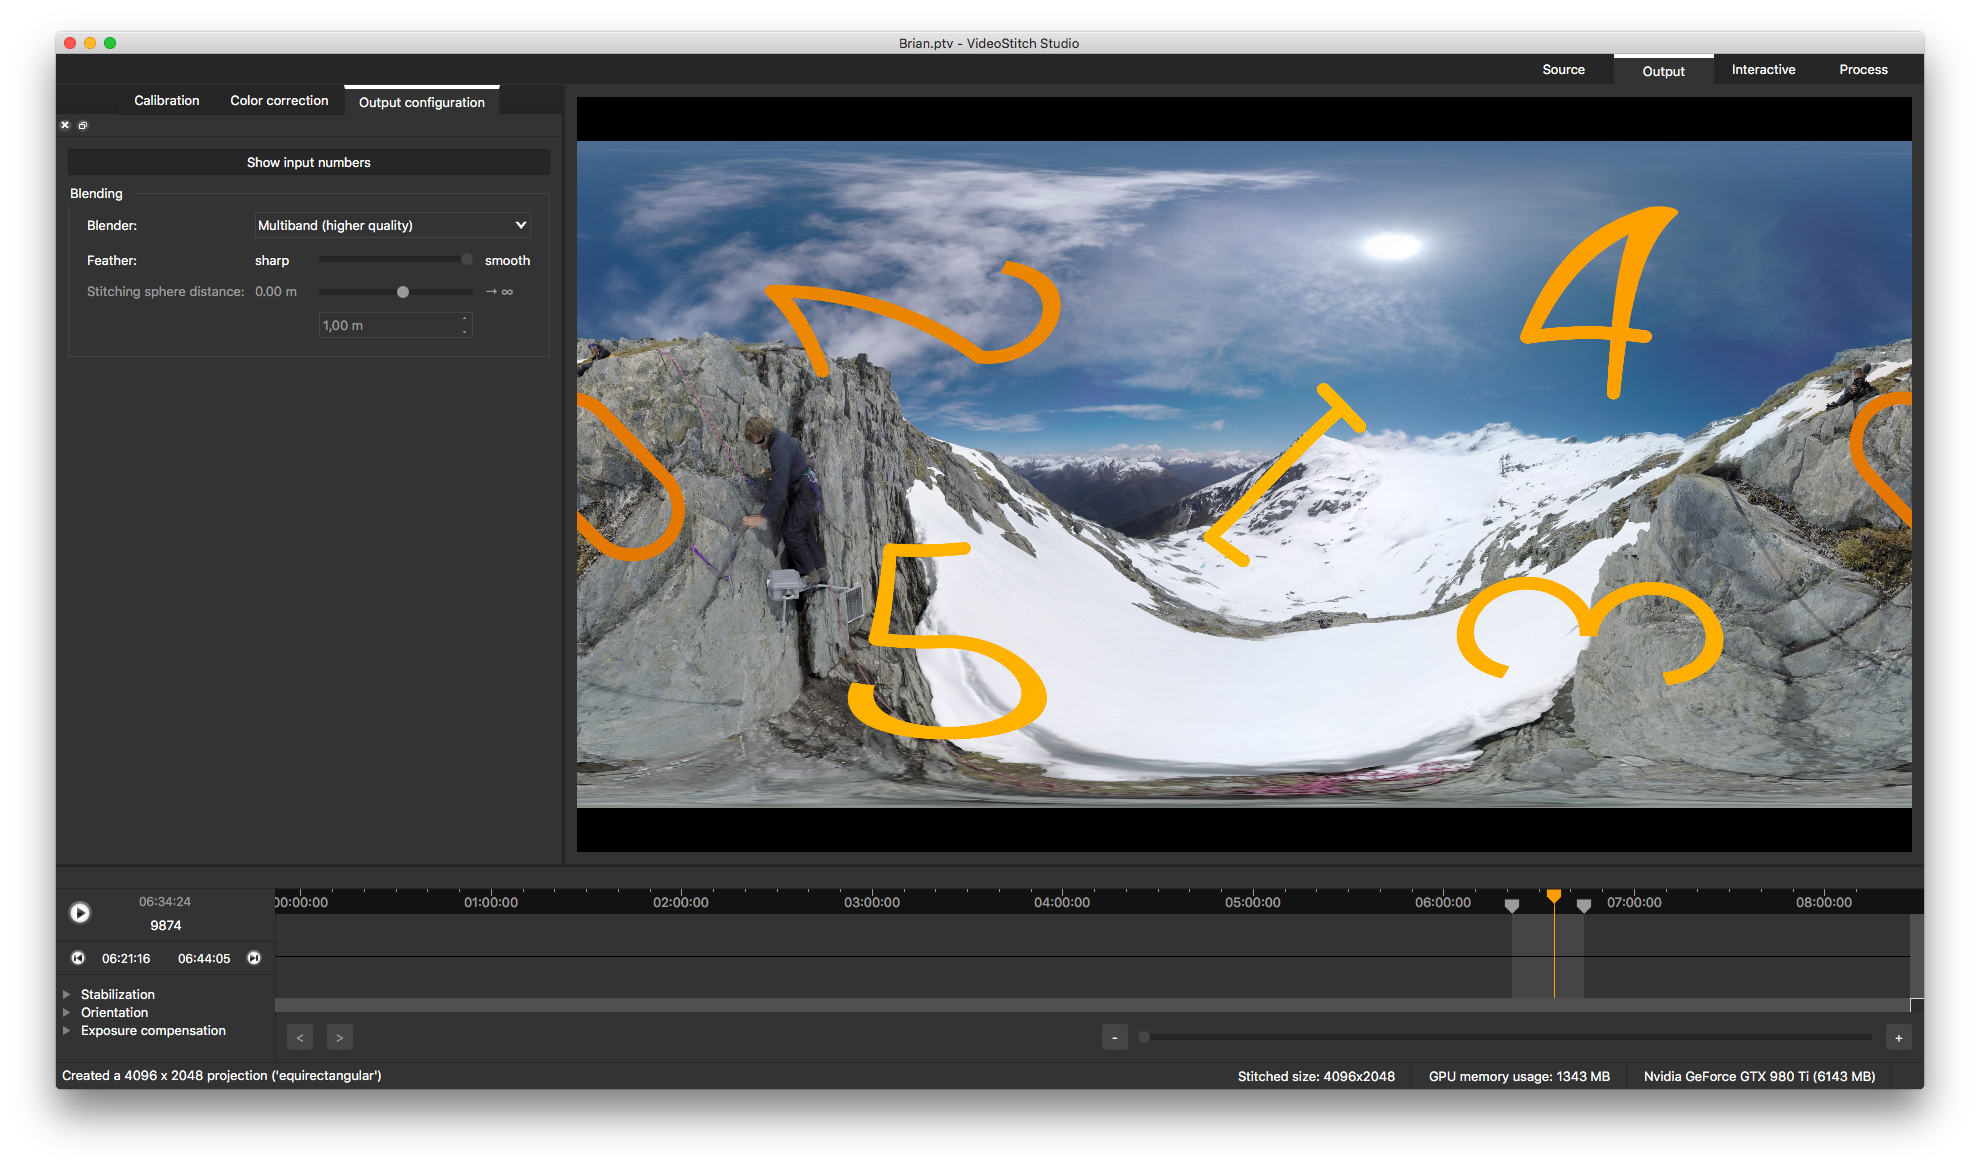 Brian.ptv - VideoStitch Studio
Source Output Interactive Process
Calibration Color correction Output configuration
Show input numbers
Blending
Blender: Multiband (higher quality)
Feather: sharp smooth
Stitching sphere distance: 0.00 m → ∞
1,00 m
2
4
1
5
3
06:34:24
9874
06:21:16 06:44:05
Stabilization
Orientation
Exposure compensation
00:00:00 01:00:00 02:00:00 03:00:00 04:00:00 05:00:00 06:00:00 07:00:00 08:00:00
< > - +
Created a 4096 x 2048 projection ('equirectangular')
Stitched size: 4096x2048 GPU memory usage: 1343 MB Nvidia GeForce GTX 980 Ti (6143 MB)